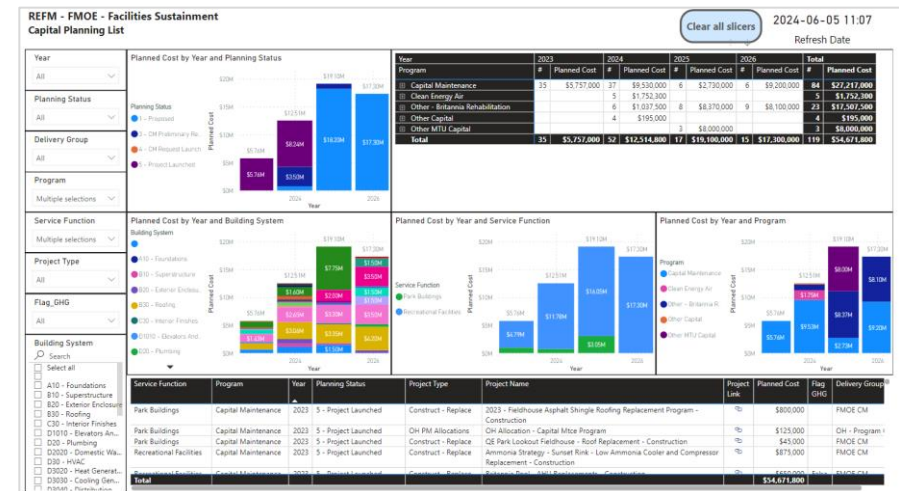 REFM - FMOE - Facilities Sustainment
Capital Planning List
Clear all slicers
2024-06-05 11:07
Refresh Date
Year
All
Planning Status
All
Delivery Group
All
Program
Multiple selections
Service Function
Multiple selections
Project Type
All
Flag_GHG
All
Building System
Search
Select all
A10 - Foundations
B10 - Superstructure
B20 - Exterior Enclosure
B30 - Roofing
C30 - Interior Finishes
D1010 - Elevators An...
D20 - Plumbing
D2020 - Domestic Wa...
D30 - HVAC
D3020 - Heat Generat...
D3030 - Cooling Gen...
D3040 - Distribution
Planned Cost by Year and Planning Status
Planning Status
1 - Proposed
3 - CM Preliminary Re...
4 - CM Request Launch
5 - Project Launched
Planned Cost
$20M
$15M
$10M
$5M
$0M
$5.76M
$5.76M
$8.24M
$3.50M
$19.10M
$18.20M
$17.30M
2024
2026
Year
Year 2023 2024 2025 2026 Total
Program # Planned Cost # Planned Cost # Planned Cost # Planned Cost # Planned Cost
Capital Maintenance 35 $5,757,000 37 $9,530,000 6 $2,730,000 6 $9,200,000 84 $27,217,000
Clean Energy Air 5 $1,752,300 5 $1,752,300
Other - Britannia Rehabilitation 6 $1,037,500 8 $8,370,000 9 $8,100,000 23 $17,507,500
Other Capital 4 $195,000 4 $195,000
Other MTU Capital 3 $8,000,000 3 $8,000,000
Total 35 $5,757,000 52 $12,514,800 17 $19,100,000 15 $17,300,000 119 $54,671,800
Planned Cost by Year and Building System
Building System
A10 - Foundations
B10 - Superstructure
B20 - Exterior Enclosu...
B30 - Roofing
C30 - Interior Finishes
D1010 - Elevators And...
D20 - Plumbing
Planned Cost
$20M
$15M
$10M
$5M
$0M
$5.76M
$12.51M
$1.60M
$2.65M
$19.10M
$7.75M
$1.50M
$17.30M
$1.50M
$3.50M
2024
2026
Year
Planned Cost by Year and Service Function
Service Function
Park Buildings
Recreational Facilities
Planned Cost
$20M
$15M
$10M
$5M
$0M
$5.76M
$4.79M
$12.51M
$11.78M
$19.10M
$16.05M
$3.05M
$17.30M
$17.30M
2024
2026
Year
Planned Cost by Year and Program
Program
Capital Maintenance
Clean Energy Air
Other - Britannia R...
Other Capital
Other MTU Capital
Planned Cost
$20M
$15M
$10M
$5M
$0M
$5.76M
$5.76M
$12.51M
$1.75M
$9.53M
$19.10M
$8.00M
$8.37M
$2.73M
$17.30M
$8.10M
$9.20M
2024
2026
Year
Service Function Program Year Planning Status Project Type Project Name Project Link Planned Cost Flag GHG Delivery Group
Park Buildings Capital Maintenance 2023 5 - Project Launched Construct - Replace 2023 - Fieldhouse Asphalt Shingle Roofing Replacement Program - Construction $800,000 FMOE CM
Park Buildings Capital Maintenance 2023 5 - Project Launched OH PM Allocations OH Allocation - Capital Mtce Program $125,000 OH - Program
Park Buildings Capital Maintenance 2023 5 - Project Launched Construct - Replace QE Park Lookout Fieldhouse - Roof Replacement - Construction $45,000 FMOE CM
Recreational Facilities Capital Maintenance 2023 5 - Project Launched Construct - Replace Ammonia Strategy - Sunset Rink - Low Ammonia Cooler and Compressor Replacement - Construction $875,000 FMOE CM
Total $54,671,800